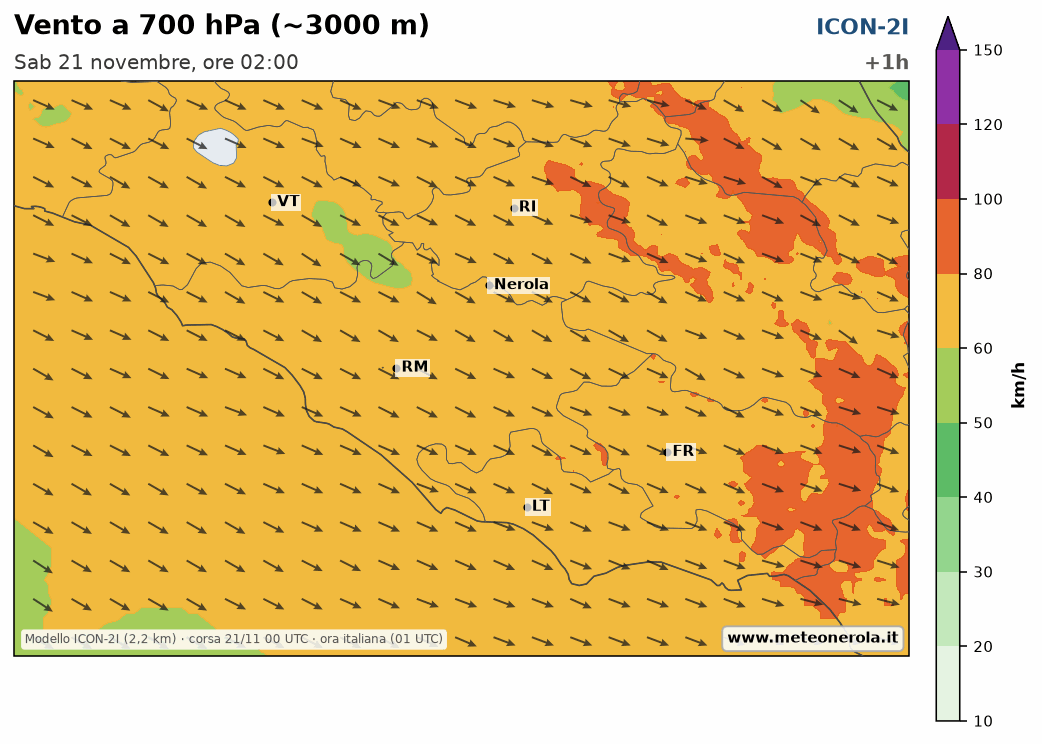 Vento a 700 hPa (~3000 m)
ICON-2I
Sab 21 novembre, ore 02:00
+1h
150
120
100
80
60
50
40
30
20
10
km/h
VT
RI
Nerola
RM
FR
LT
Modello ICON-2I (2,2 km) · corsa 21/11 00 UTC · ora italiana (01 UTC)
www.meteonerola.it